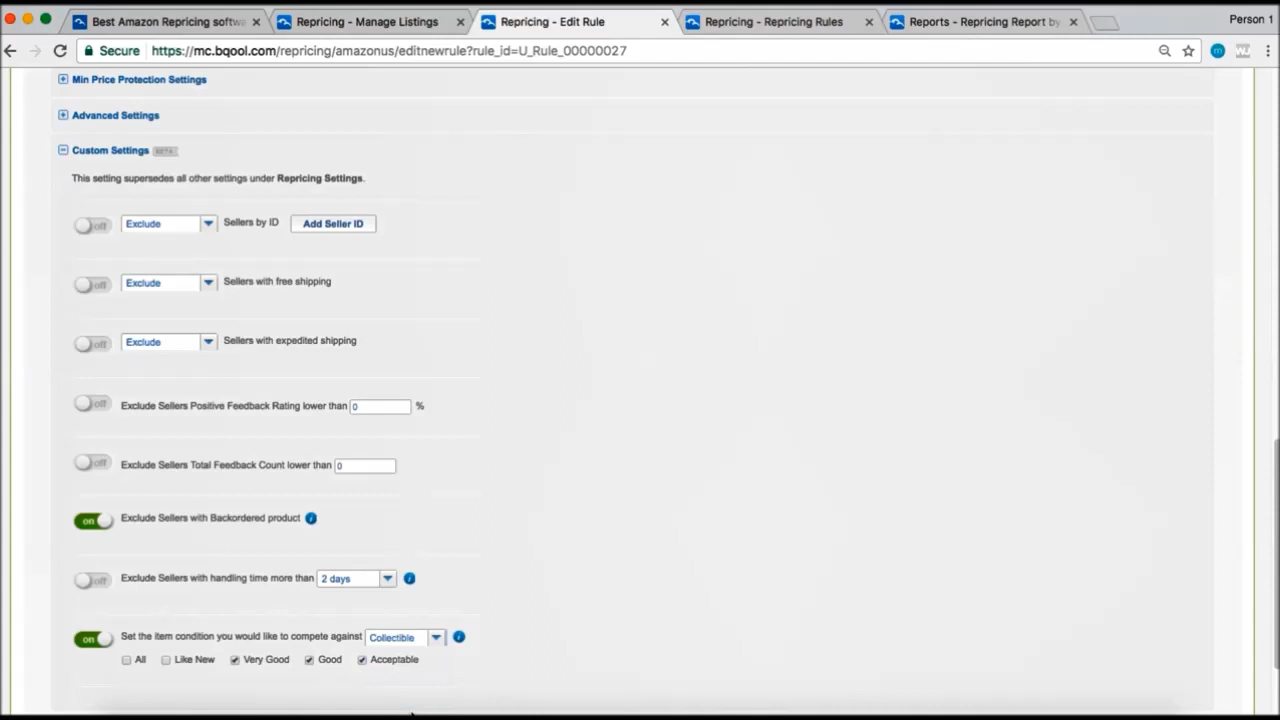 Best Amazon Repricing softwa
Repricing - Manage Listings
Repricing - Edit Rule
Repricing - Repricing Rules
Reports - Repricing Report by
Person 1
Secure
https://mc.bqool.com/repricing/amazonus/editnewrule?rule_id=U_Rule_00000027
Min Price Protection Settings
Advanced Settings
Custom Settings BETA
This setting supersedes all other settings under Repricing Settings.
off Exclude Sellers by ID Add Seller ID
off Exclude Sellers with free shipping
off Exclude Sellers with expedited shipping
off Exclude Sellers Positive Feedback Rating lower than 0 %
off Exclude Sellers Total Feedback Count lower than 0
on Exclude Sellers with Backordered product
off Exclude Sellers with handling time more than 2 days
on Set the item condition you would like to compete against Collectible
All Like New Very Good Good Acceptable